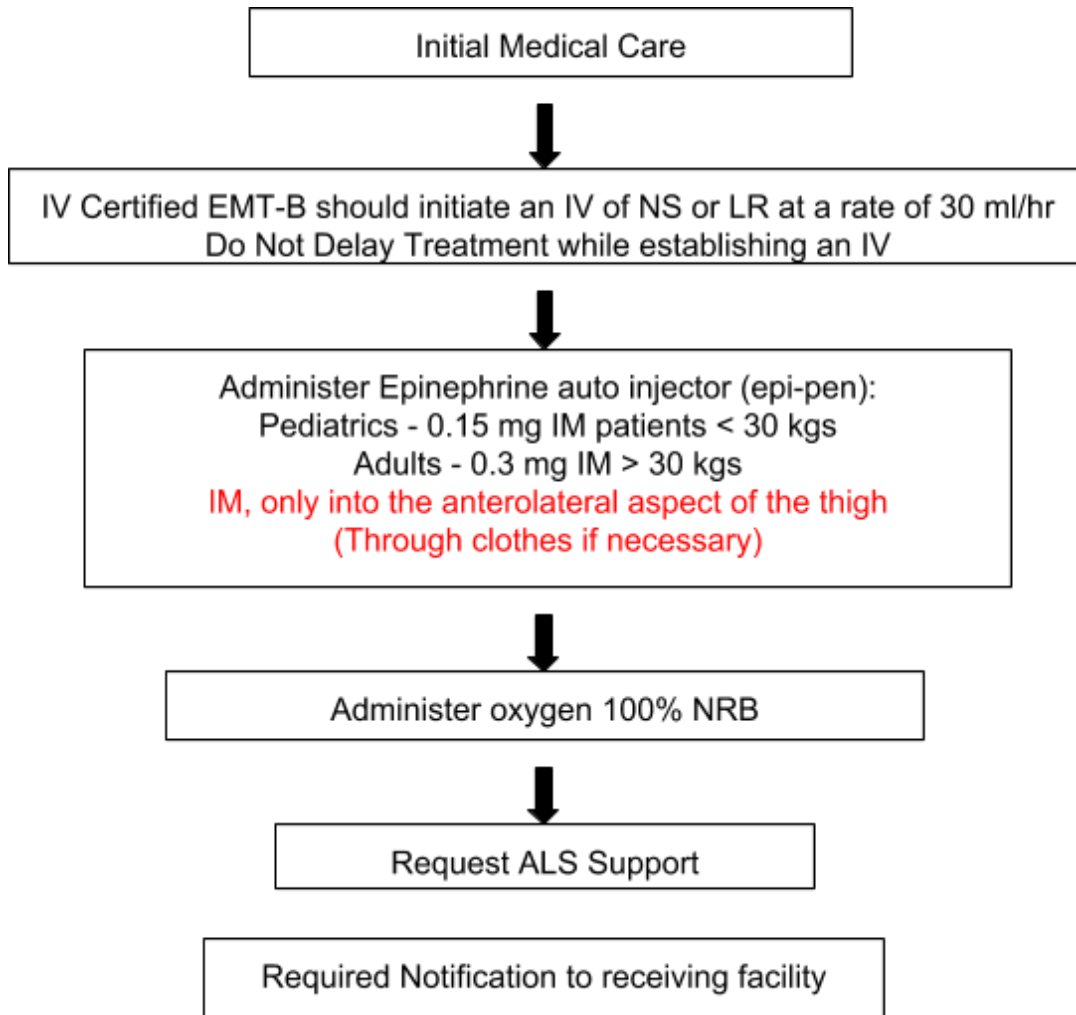 Initial Medical Care
IV Certified EMT-B should initiate an IV of NS or LR at a rate of 30 ml/hr
Do Not Delay Treatment while establishing an IV
Administer Epinephrine auto injector (epi-pen):
Pediatrics - 0.15 mg IM patients < 30 kgs
Adults - 0.3 mg IM > 30 kgs
IM, only into the anterolateral aspect of the thigh
(Through clothes if necessary)
Administer oxygen 100% NRB
Request ALS Support
Required Notification to receiving facility